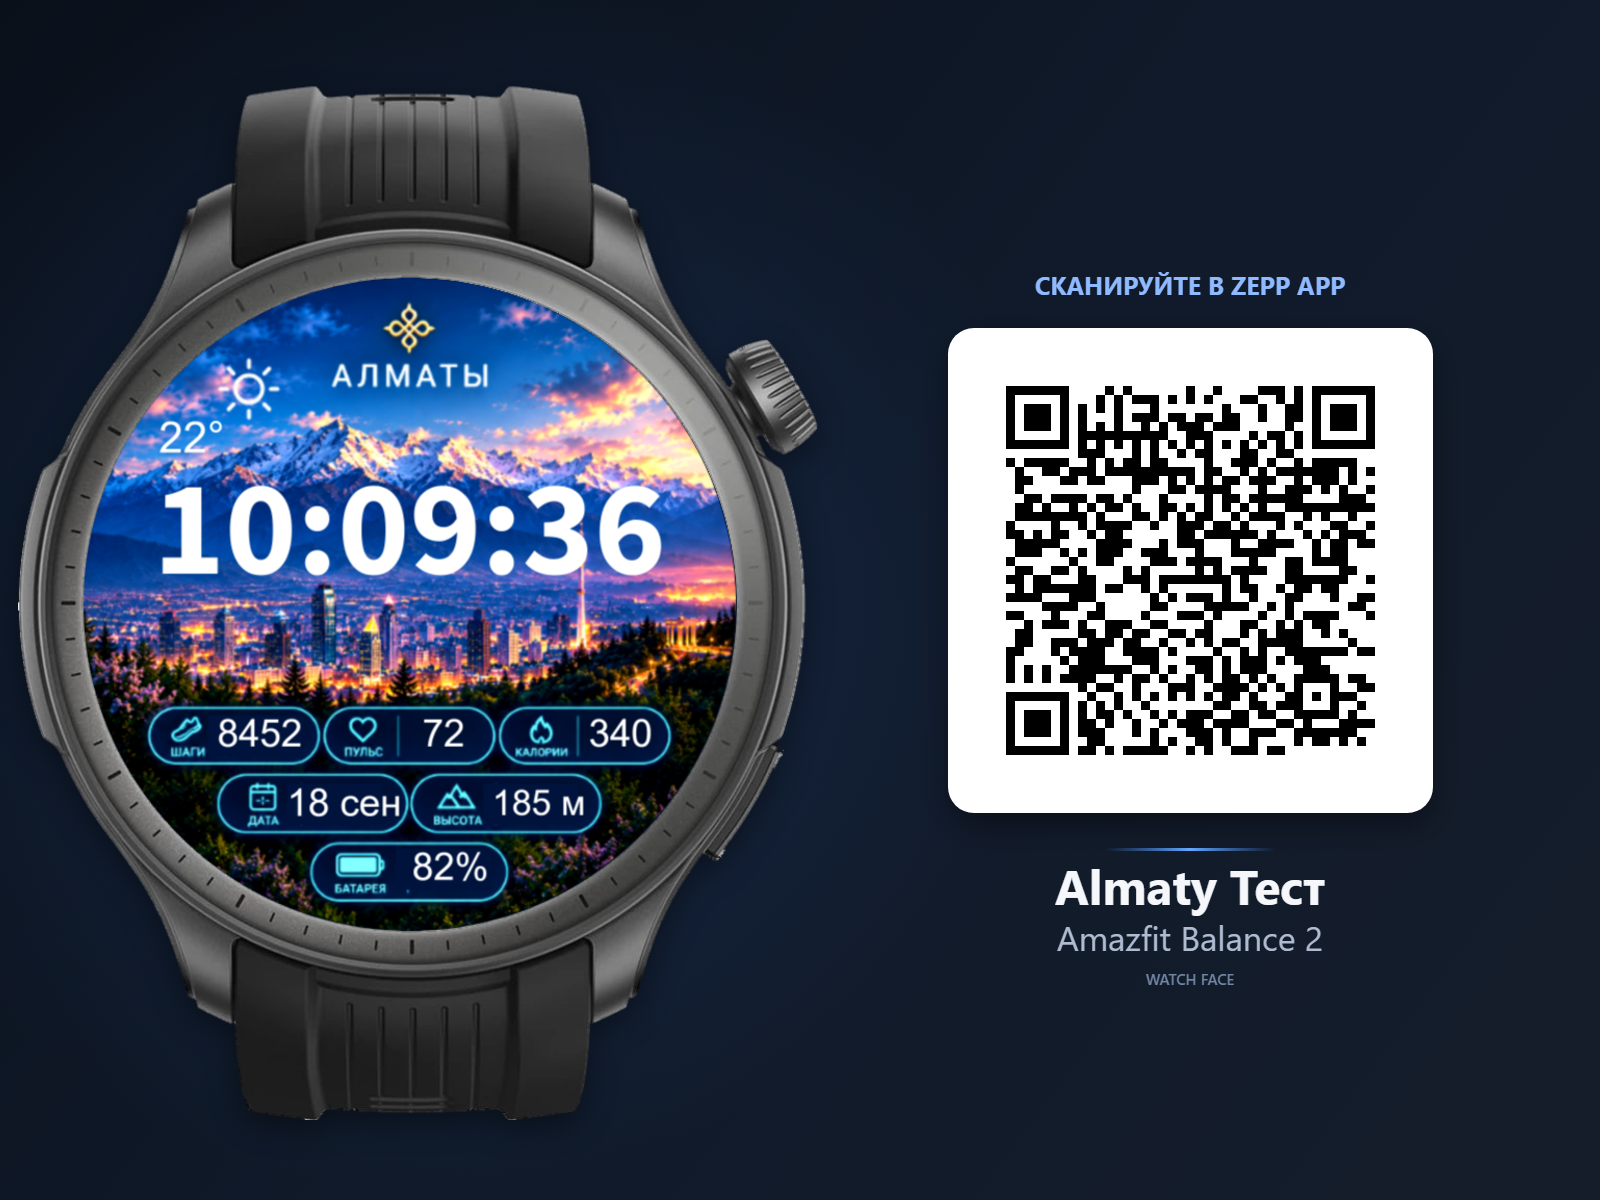 АЛМАТЫ
22°
10:09:36
ШАГИ 8452
ПУЛЬС 72
КАЛОРИИ 340
ДАТА 18 сен
ВЫСОТА 185 м
БАТАРЕЯ 82%
СКАНИРУЙТЕ В ZEPP APP
Almaty Тест
Amazfit Balance 2
WATCH FACE